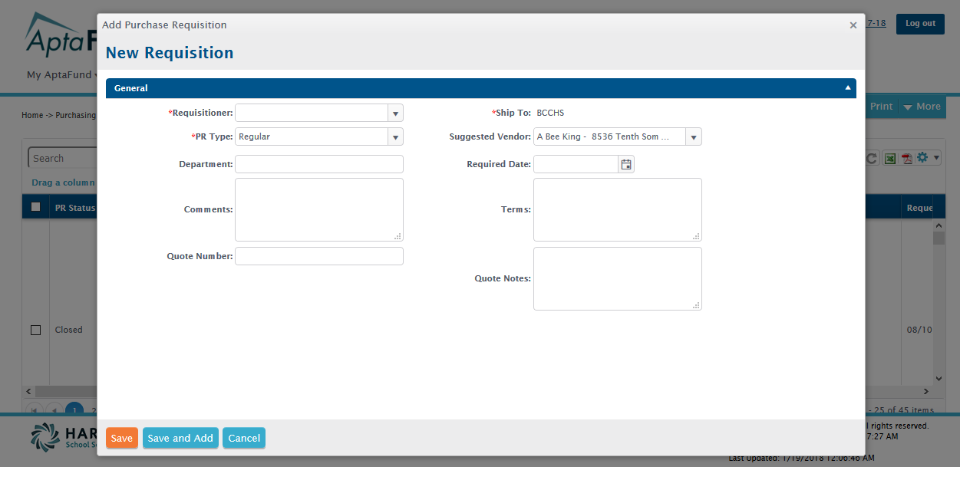 Add Purchase Requisition
×
New Requisition
General
*Requisitioner:
*Ship To: BCCHS
*PR Type: Regular
Suggested Vendor: A Bee King - 8536 Tenth Som ...
Department:
Required Date:
Comments:
Terms:
Quote Number:
Quote Notes:
Save
Save and Add
Cancel
AptaF
7-18
Log out
My AptaFund
Print
More
Home -> Purchasing
Search
Drag a column
PR Status
Reque
Closed
08/10
1
2
- 25 of 45 items
HAR
School S
l rights reserved.
7:27 AM
Last Updated: 1/19/2018 12:06:46 AM